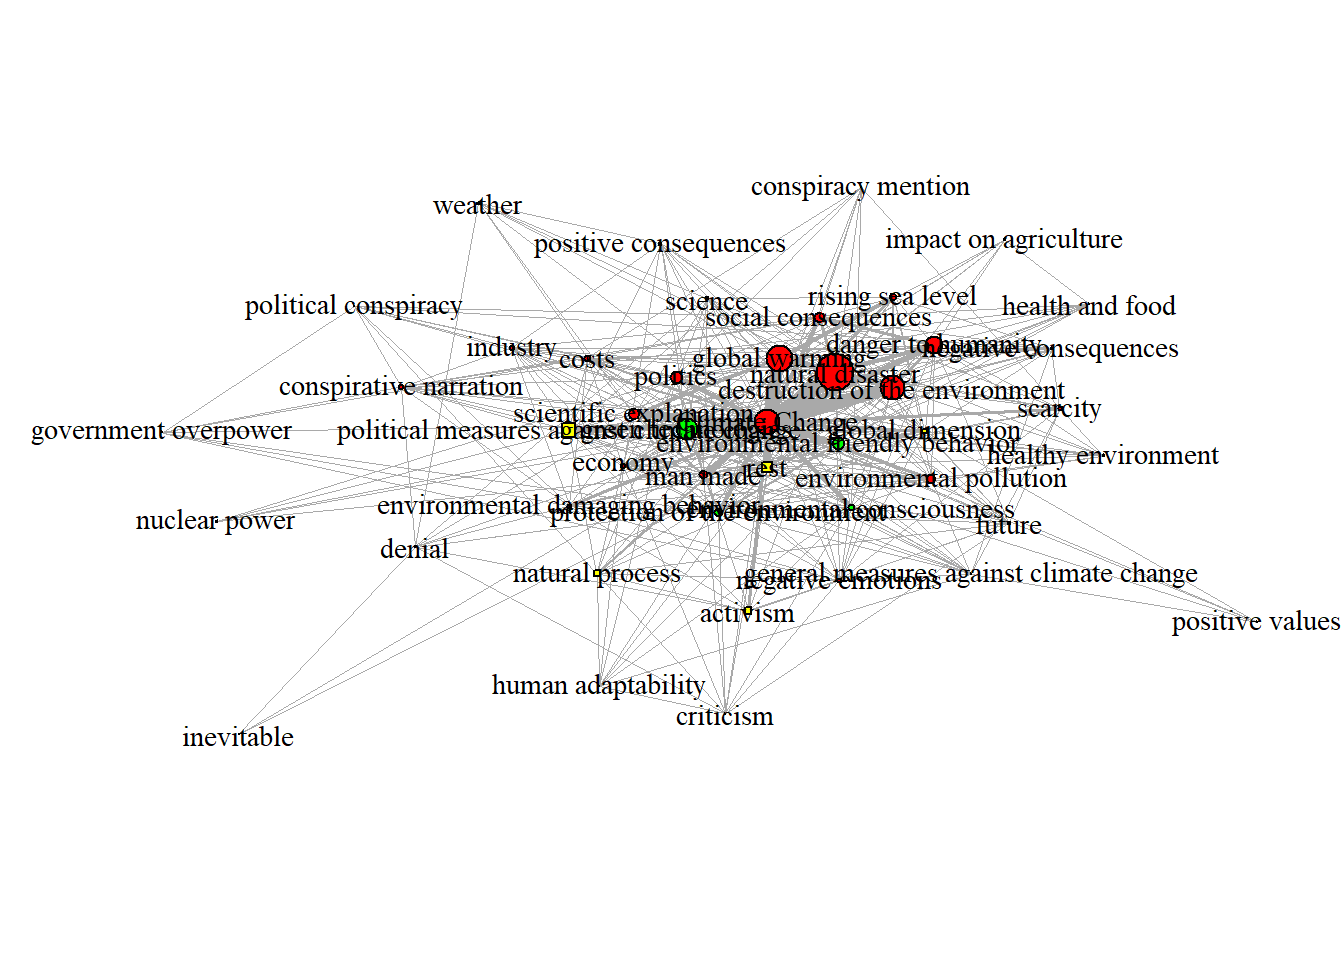 conspiracy mention
weather
positive consequences
impact on agriculture
science
rising sea level
political conspiracy
health and food
social consequences
industry
costs
global warming
danger to humanity
negative consequences
politics
natural disaster
conspirative narration
destruction of the environment
scarcity
scientific explanation
Climate Change
government overpower
political measures against climate change
green technologies
global dimension
environmental friendly behavior
healthy environment
economy
man made
rest
environmental pollution
environmental damaging behavior
protection of the environment
environmental consciousness
nuclear power
future
denial
natural process
general measures against climate change
negative emotions
activism
positive values
human adaptability
criticism
inevitable